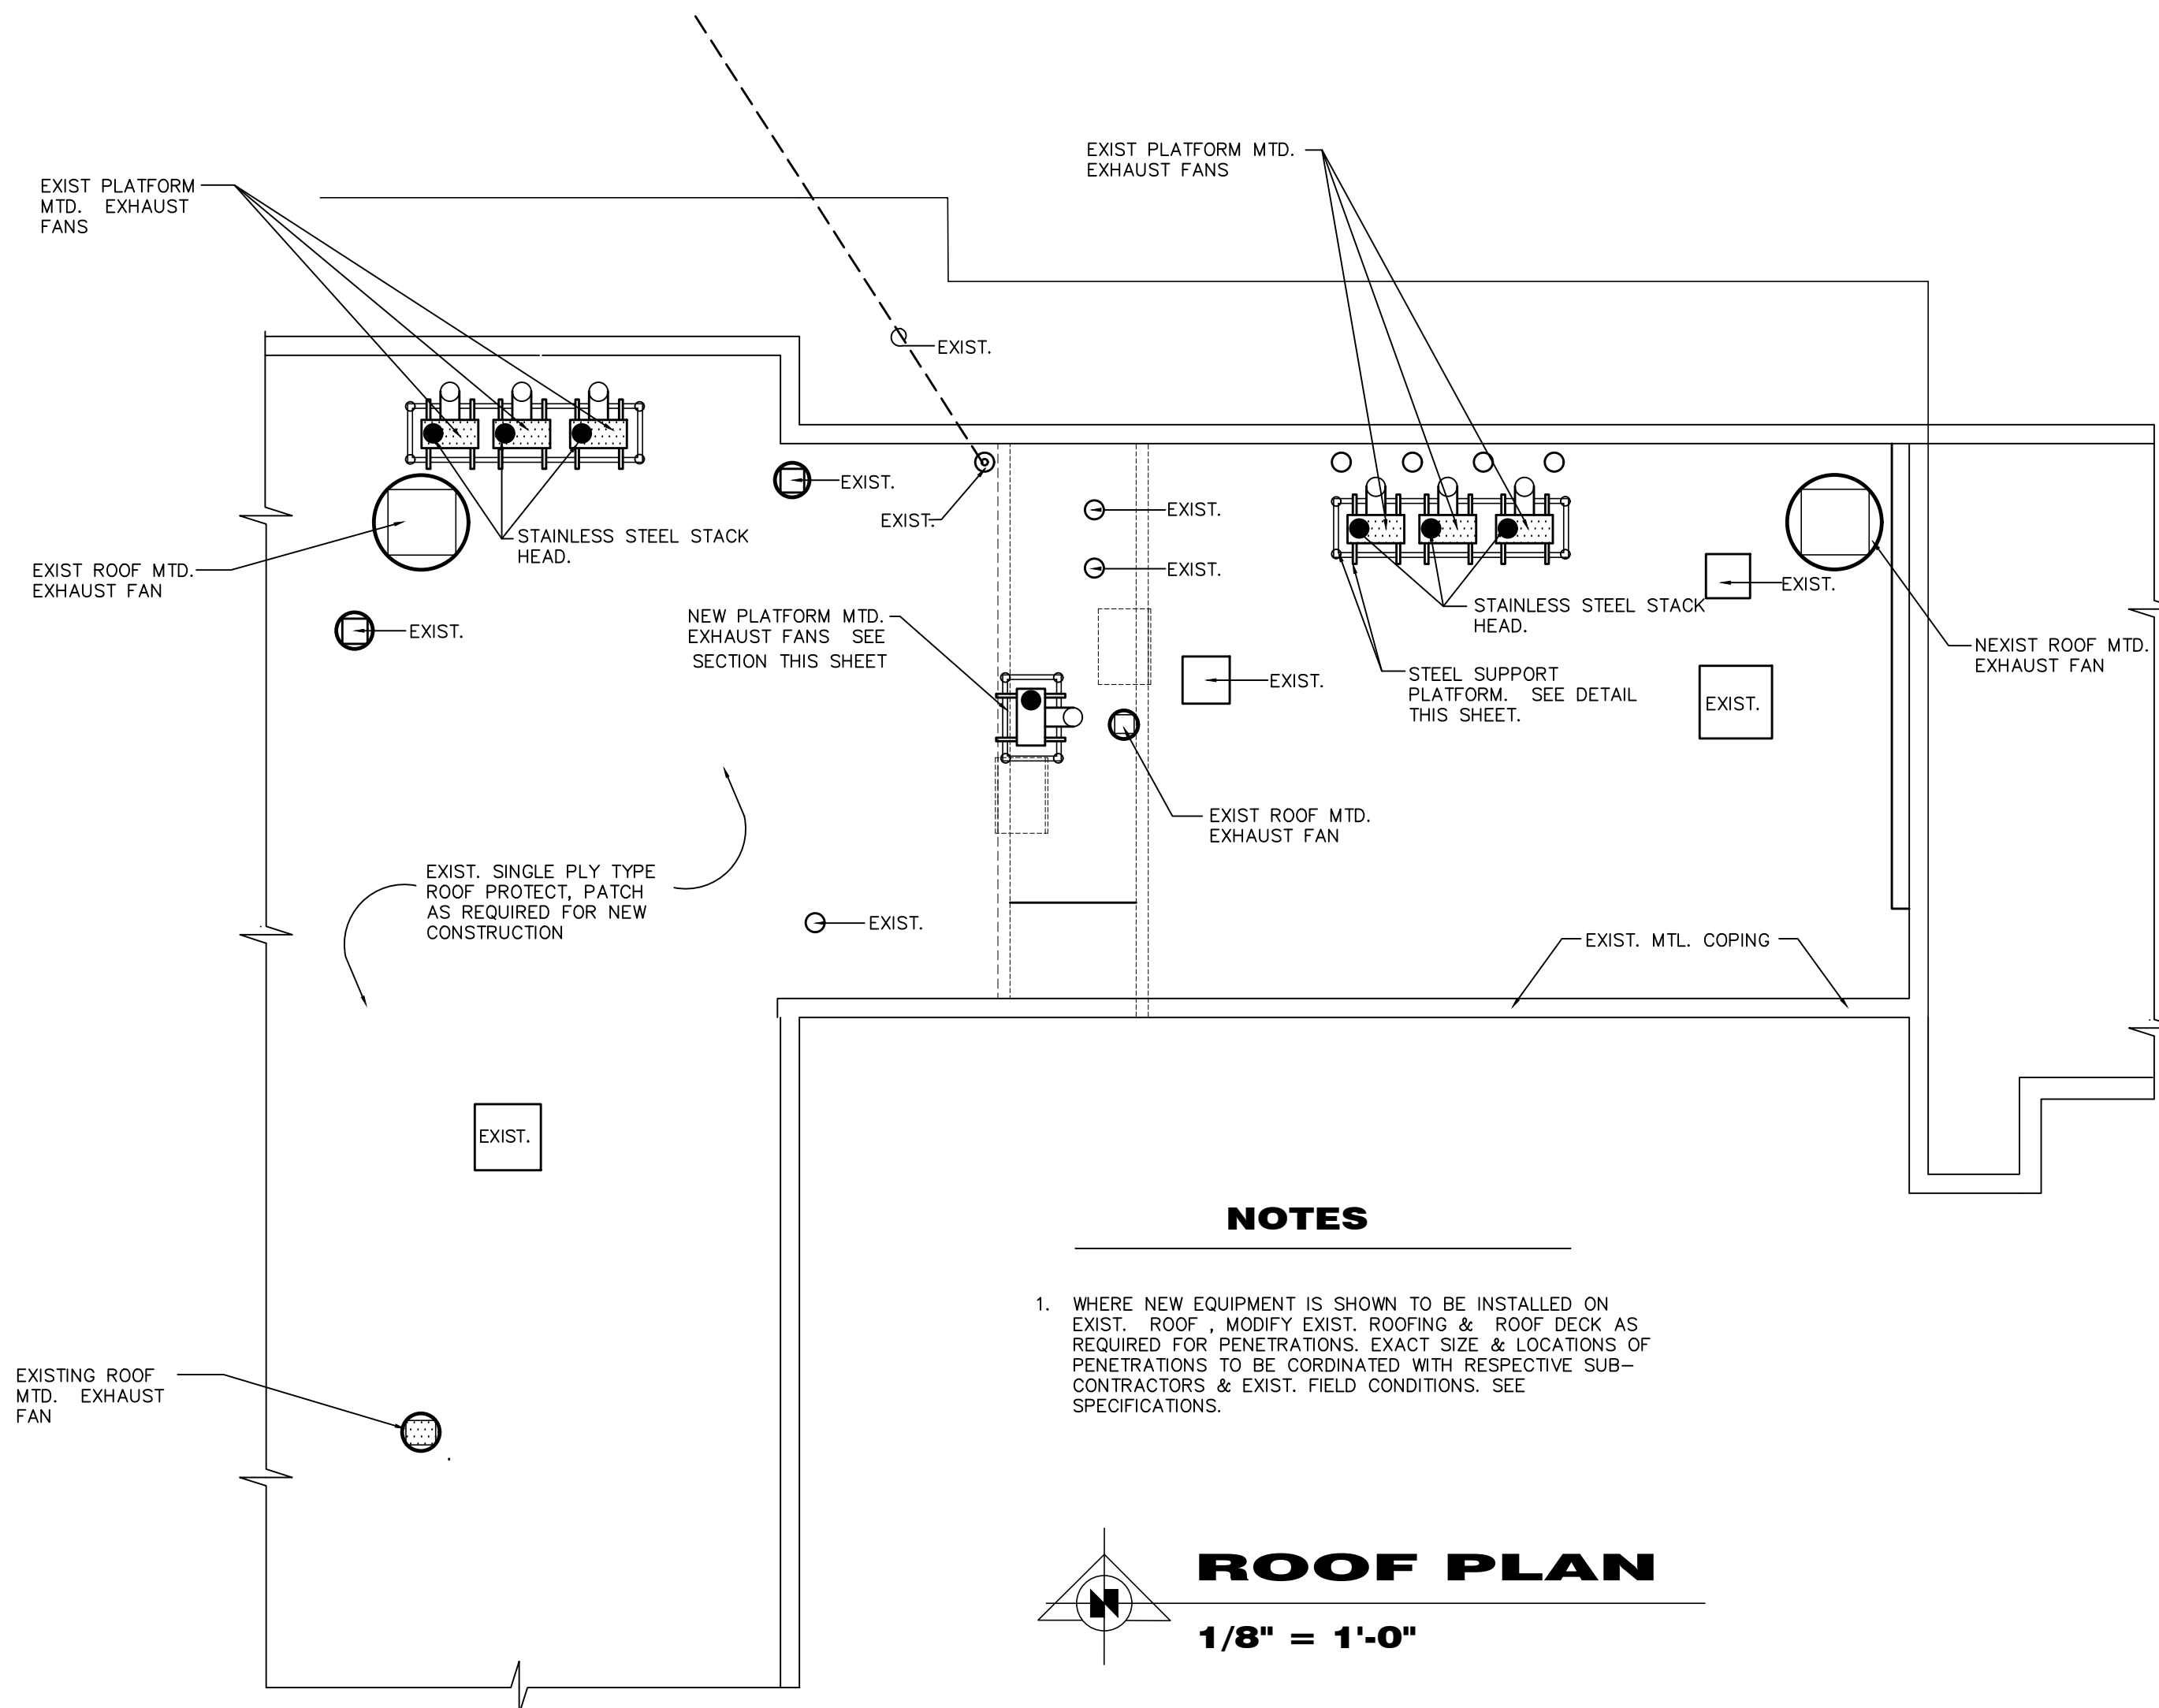 EXIST PLATFORM MTD.
EXHAUST FANS
EXIST PLATFORM
MTD.  EXHAUST
FANS
EXIST.
EXIST.
EXIST.
EXIST.
STAINLESS STEEL STACK
HEAD.
EXIST ROOF MTD.
EXHAUST FAN
EXIST.
EXIST.
EXIST.
STAINLESS STEEL STACK
HEAD.
NEW PLATFORM MTD.
EXHAUST FANS  SEE
SECTION THIS SHEET
EXIST.
NEXIST ROOF MTD.
EXHAUST FAN
STEEL SUPPORT
PLATFORM.  SEE DETAIL
THIS SHEET.
EXIST.
EXIST.
EXIST ROOF MTD.
EXHAUST FAN
EXIST. SINGLE PLY TYPE
ROOF PROTECT, PATCH
AS REQUIRED FOR NEW
CONSTRUCTION
EXIST.
EXIST. MTL. COPING
EXIST.
NOTES
1. WHERE NEW EQUIPMENT IS SHOWN TO BE INSTALLED ON
EXIST.  ROOF , MODIFY EXIST. ROOFING &  ROOF DECK AS
REQUIRED FOR PENETRATIONS. EXACT SIZE & LOCATIONS OF
PENETRATIONS TO BE CORDINATED WITH RESPECTIVE SUB-
CONTRACTORS & EXIST. FIELD CONDITIONS. SEE
SPECIFICATIONS.
EXISTING ROOF
MTD.  EXHAUST
FAN
N
ROOF PLAN
1/8" = 1'-0"